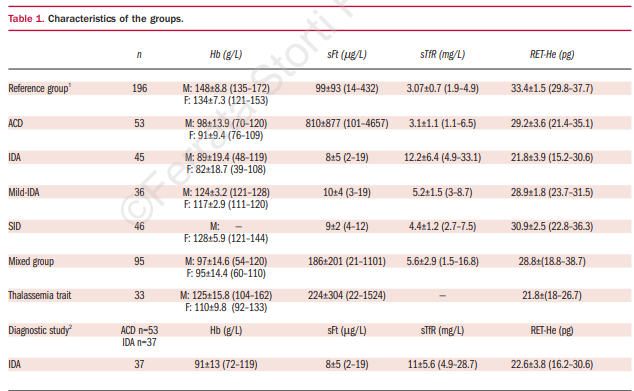 Table 1. Characteristics of the groups.
n Hb (g/L) sFt (μg/L) sTfR (mg/L) RET-He (pg)
Reference group1 196 M: 148±8.8 (135-172) 99±93 (14-432) 3.07±0.7 (1.9-4.9) 33.4±1.5 (29.8-37.7)
F: 134±7.3 (121-153)
ACD 53 M: 98±13.9 (70-120) 810±877 (101-4657) 3.1±1.1 (1.1-6.5) 29.2±3.6 (21.4-35.1)
F: 91±9.4 (76-109)
IDA 45 M: 89±19.4 (48-119) 8±5 (2-19) 12.2±6.4 (4.9-33.1) 21.8±3.9 (15.2-30.6)
F: 82±18.7 (39-108)
Mild-IDA 36 M: 124±3.2 (121-128) 10±4 (3-19) 5.2±1.5 (3-8.7) 28.9±1.8 (23.7-31.5)
F: 117±2.9 (111-120)
SID 46 M: — 9±2 (4-12) 4.4±1.2 (2.7-7.5) 30.9±2.5 (22.8-36.3)
F: 128±5.9 (121-144)
Mixed group 95 M: 97±14.6 (54-120) 186±201 (21-1101) 5.6±2.9 (1.5-16.8) 28.8±(18.8-38.7)
F: 95±14.4 (60-110)
Thalassemia trait 33 M: 125±15.8 (104-162) 224±304 (22-1524) — 21.8±(18-26.7)
F: 110±9.8 (92-133)
Diagnostic study2 ACD n=53 Hb (g/L) sFt (μg/L) sTfR (mg/L) RET-He (pg)
IDA n=37
IDA 37 91±13 (72-119) 8±5 (2-19) 11±5.6 (4.9-28.7) 22.6±3.8 (16.2-30.6)
©Ferrata Storti